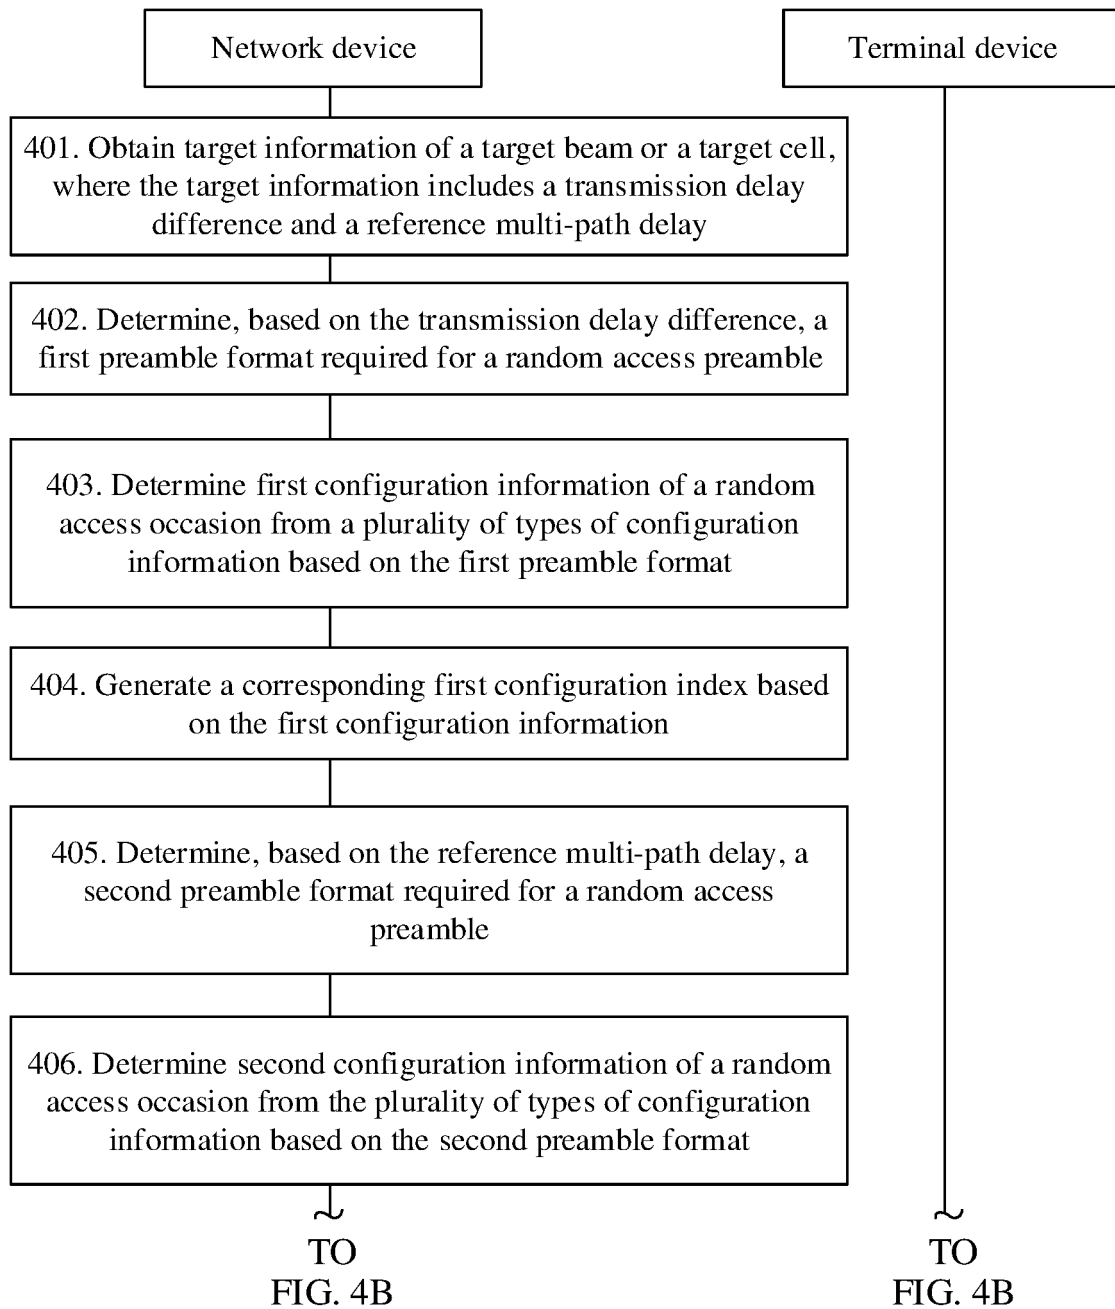 Network device
Terminal device
401. Obtain target information of a target beam or a target cell,
where the target information includes a transmission delay
difference and a reference multi-path delay
402. Determine, based on the transmission delay difference, a
first preamble format required for a random access preamble
403. Determine first configuration information of a random
access occasion from a plurality of types of configuration
information based on the first preamble format
404. Generate a corresponding first configuration index based
on the first configuration information
405. Determine, based on the reference multi-path delay, a
second preamble format required for a random access
preamble
406. Determine second configuration information of a random
access occasion from the plurality of types of configuration
information based on the second preamble format
TO
FIG. 4B
TO
FIG. 4B